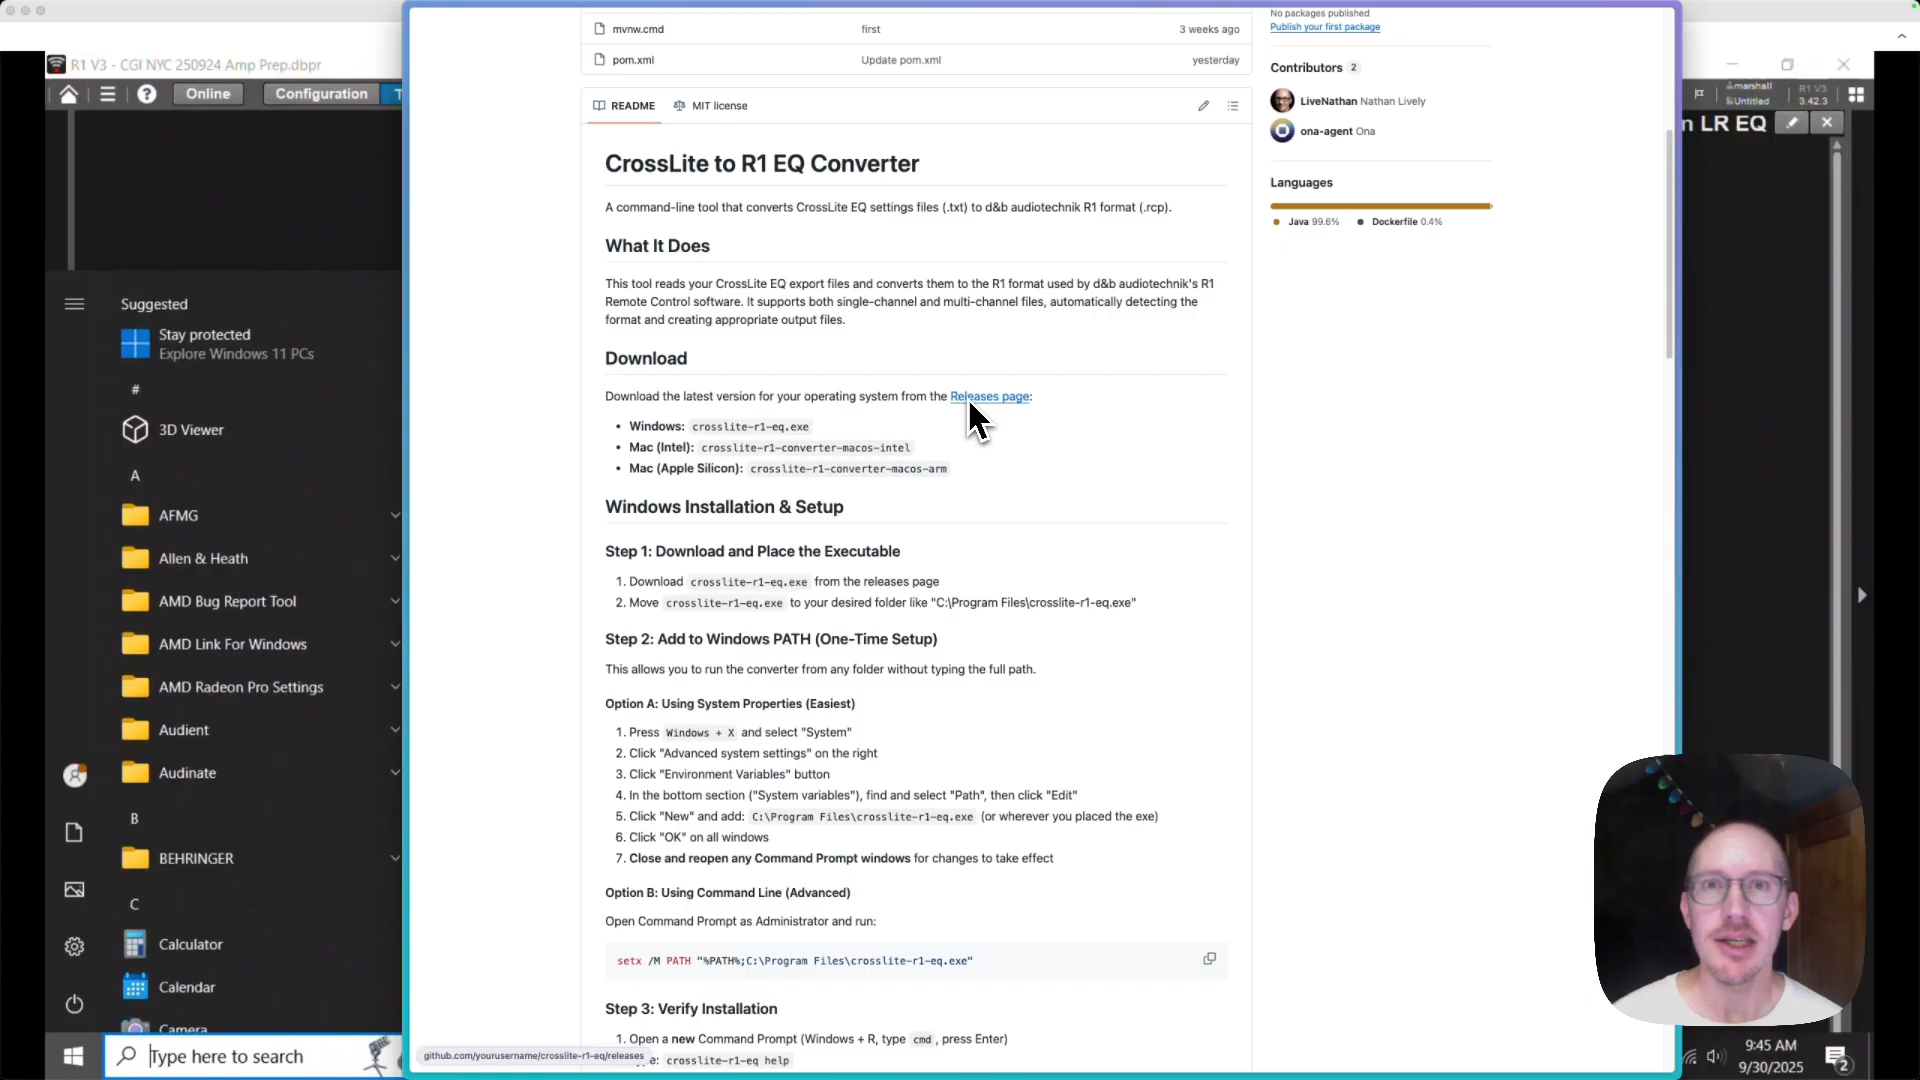 R1 V3 - CGI NYC 250924 Amp Prep.dbpr
Online
Configuration
T
Suggested
Stay protected
Explore Windows 11 PCs
#
3D Viewer
A
AFMG
Allen & Heath
AMD Bug Report Tool
AMD Link For Windows
AMD Radeon Pro Settings
Audient
Audinate
B
BEHRINGER
C
Calculator
Calendar
Camera
Type here to search
mvnw.cmd first 3 weeks ago
pom.xml Update pom.xml yesterday
README MIT license
CrossLite to R1 EQ Converter
A command-line tool that converts CrossLite EQ settings files (.txt) to d&b audiotechnik R1 format (.rcp).
What It Does
This tool reads your CrossLite EQ export files and converts them to the R1 format used by d&b audiotechnik's R1
Remote Control software. It supports both single-channel and multi-channel files, automatically detecting the
format and creating appropriate output files.
Download
Download the latest version for your operating system from the Releases page:
• Windows: crosslite-r1-eq.exe
• Mac (Intel): crosslite-r1-converter-macos-intel
• Mac (Apple Silicon): crosslite-r1-converter-macos-arm
Windows Installation & Setup
Step 1: Download and Place the Executable
1. Download crosslite-r1-eq.exe from the releases page
2. Move crosslite-r1-eq.exe to your desired folder like "C:\Program Files\crosslite-r1-eq.exe"
Step 2: Add to Windows PATH (One-Time Setup)
This allows you to run the converter from any folder without typing the full path.
Option A: Using System Properties (Easiest)
1. Press Windows + X and select "System"
2. Click "Advanced system settings" on the right
3. Click "Environment Variables" button
4. In the bottom section ("System variables"), find and select "Path", then click "Edit"
5. Click "New" and add: C:\Program Files\crosslite-r1-eq.exe (or wherever you placed the exe)
6. Click "OK" on all windows
7. Close and reopen any Command Prompt windows for changes to take effect
Option B: Using Command Line (Advanced)
Open Command Prompt as Administrator and run:
setx /M PATH "%PATH%;C:\Program Files\crosslite-r1-eq.exe"
Step 3: Verify Installation
1. Open a new Command Prompt (Windows + R, type cmd, press Enter)
crosslite-r1-eq help
github.com/yourusername/crosslite-r1-eq/releases
No packages published
Publish your first package
Contributors 2
LiveNathan Nathan Lively
ona-agent Ona
Languages
Java 99.6% Dockerfile 0.4%
marshall
Untitled
R1 V3
3.42.3
n LR EQ
9:45 AM
9/30/2025
2